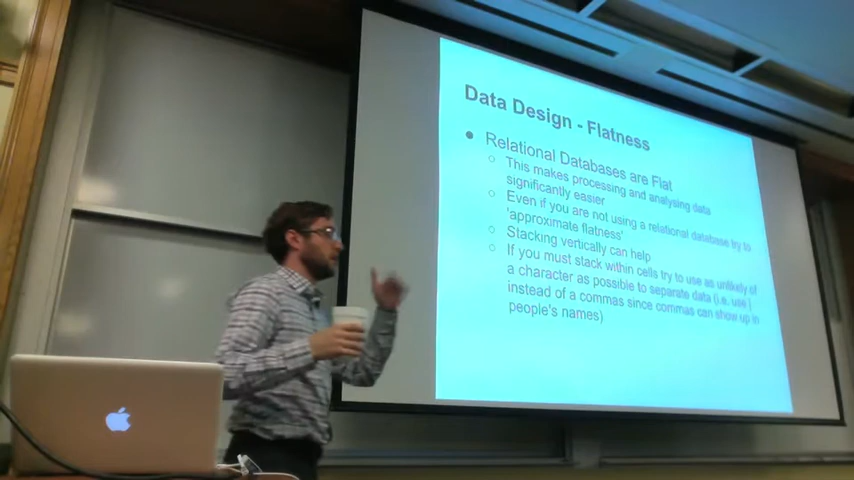 Data Design - Flatness
● Relational Databases are Flat
○ This makes processing and analysing data
significantly easier
○ Even if you are not using a relational database try to
'approximate flatness'
○ Stacking vertically can help
○ If you must stack within cells try to use as unlikely of
a character as possible to separate data (i.e. use |
instead of a commas since commas can show up in
people's names)